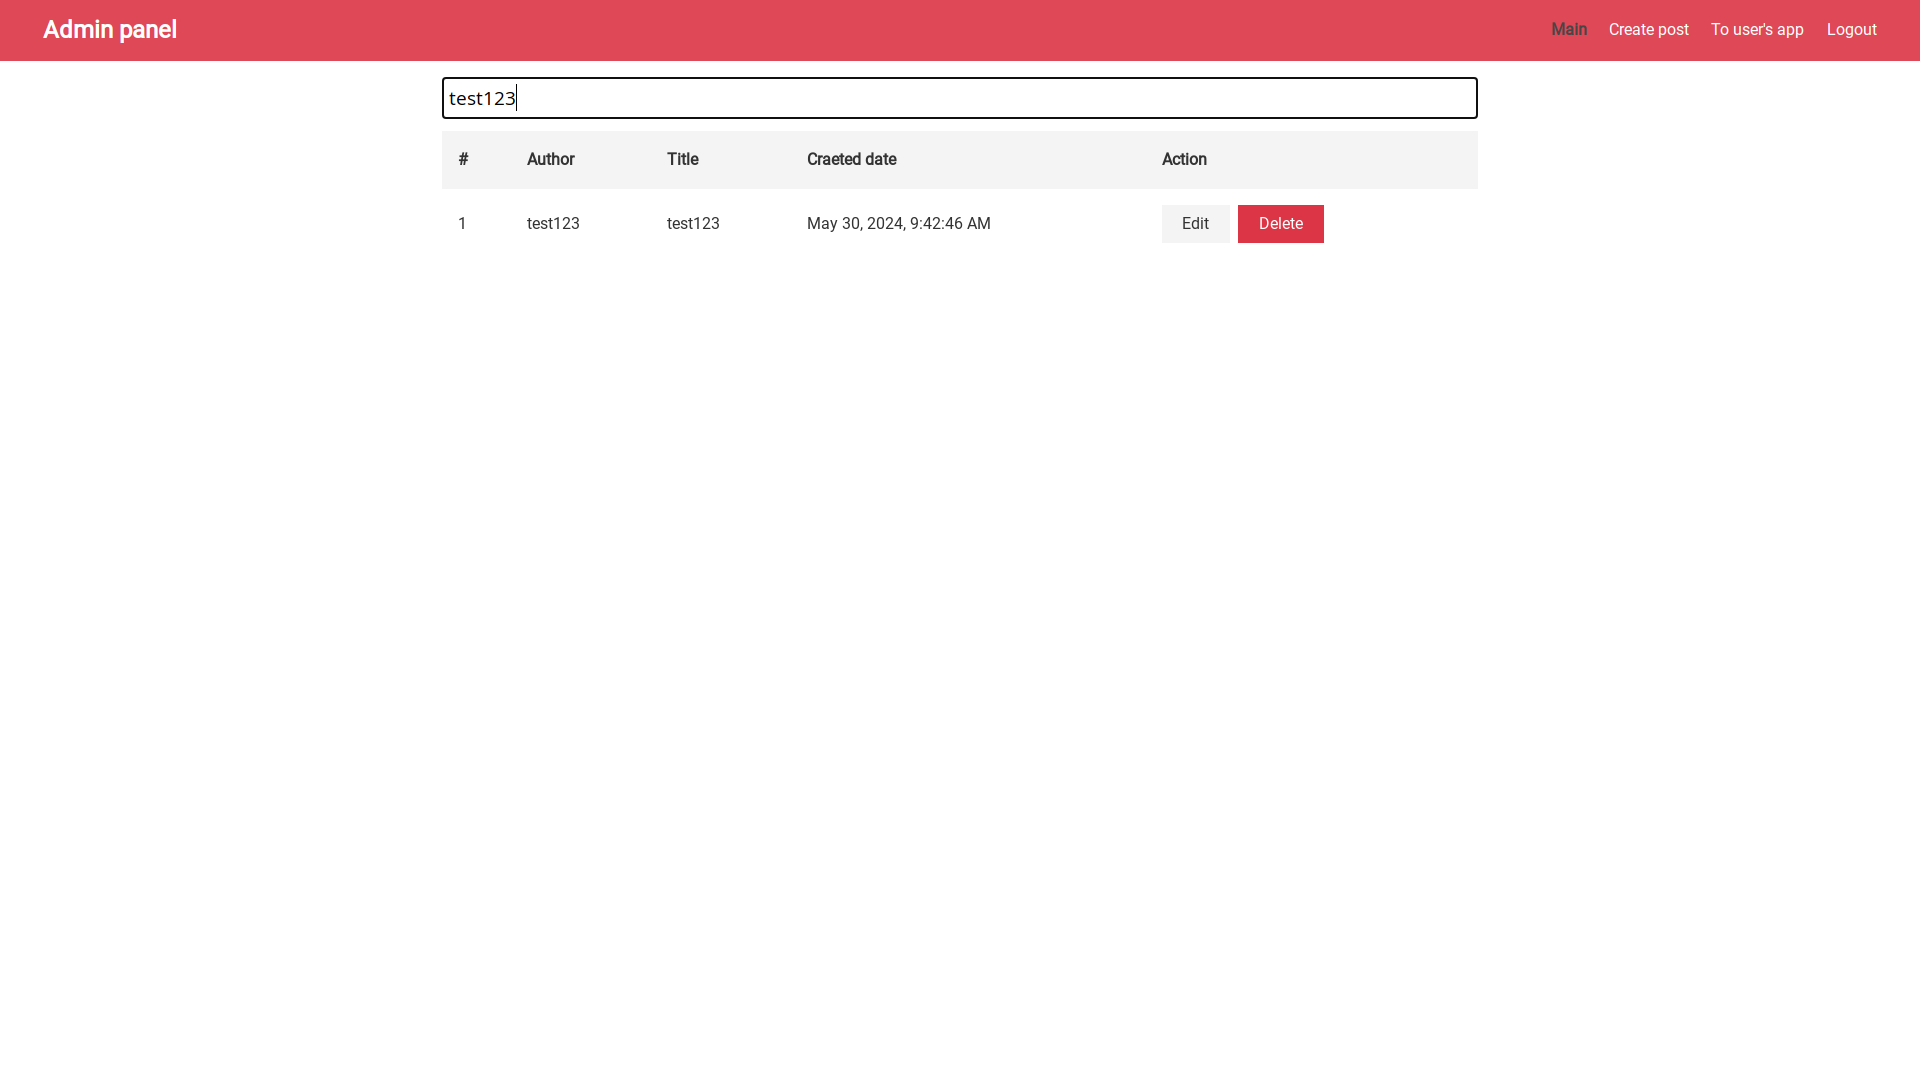 Admin panel
Main Create post To user's app Logout
test123
# Author Title Craeted date Action
1 test123 test123 May 30, 2024, 9:42:46 AM Edit Delete